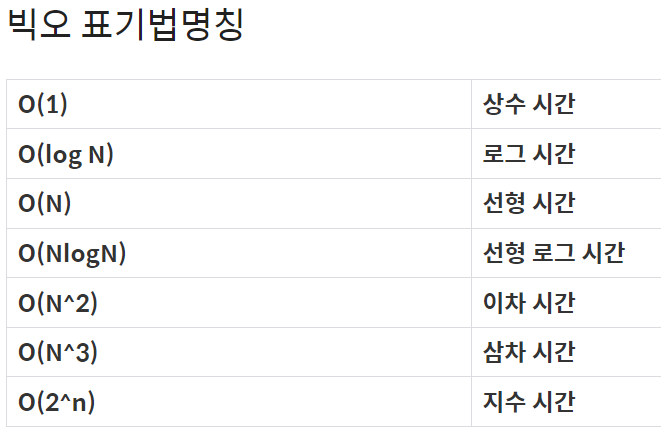 빅오 표기법명칭
O(1) 상수 시간
O(log N) 로그 시간
O(N) 선형 시간
O(NlogN) 선형 로그 시간
O(N^2) 이차 시간
O(N^3) 삼차 시간
O(2^n) 지수 시간